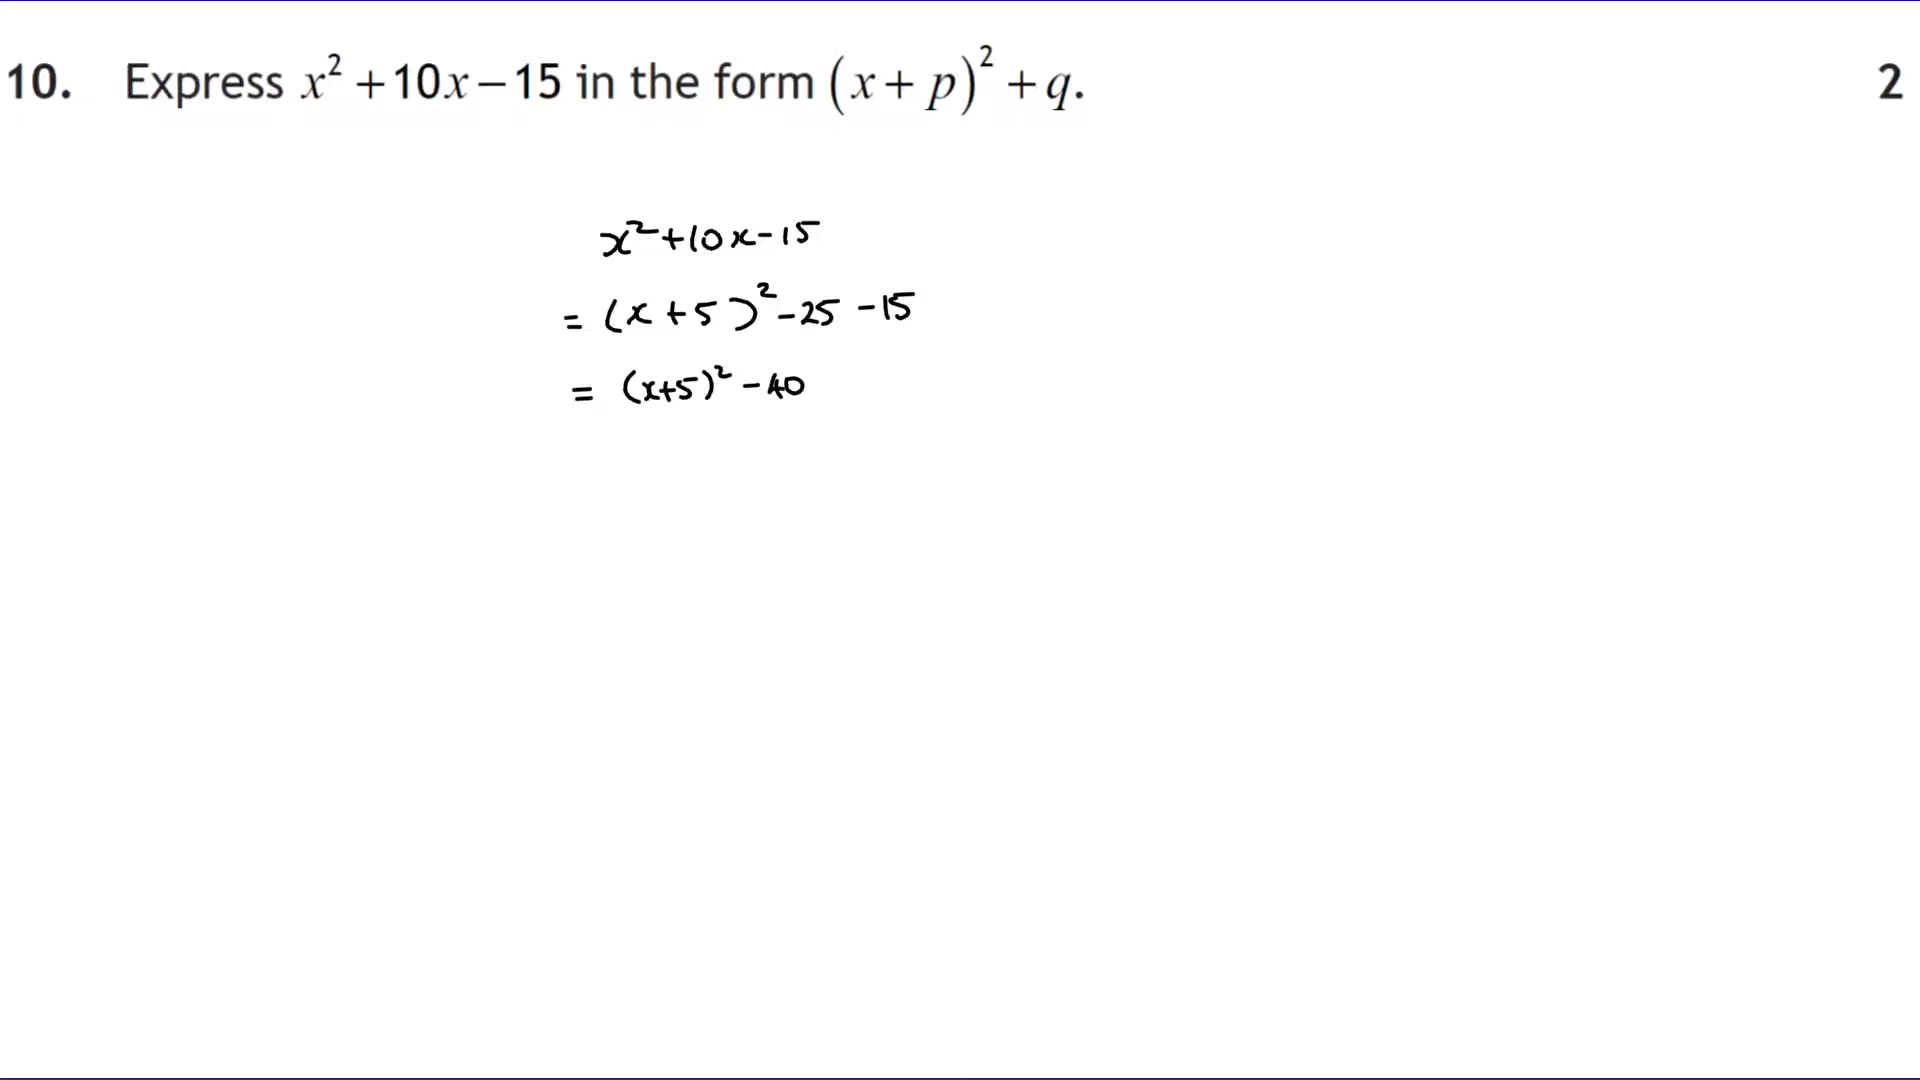 10. Express x² + 10x − 15 in the form (x + p)² + q. 2
x² + 10x − 15
= (x + 5)² − 25 − 15
= (x+5)² − 40